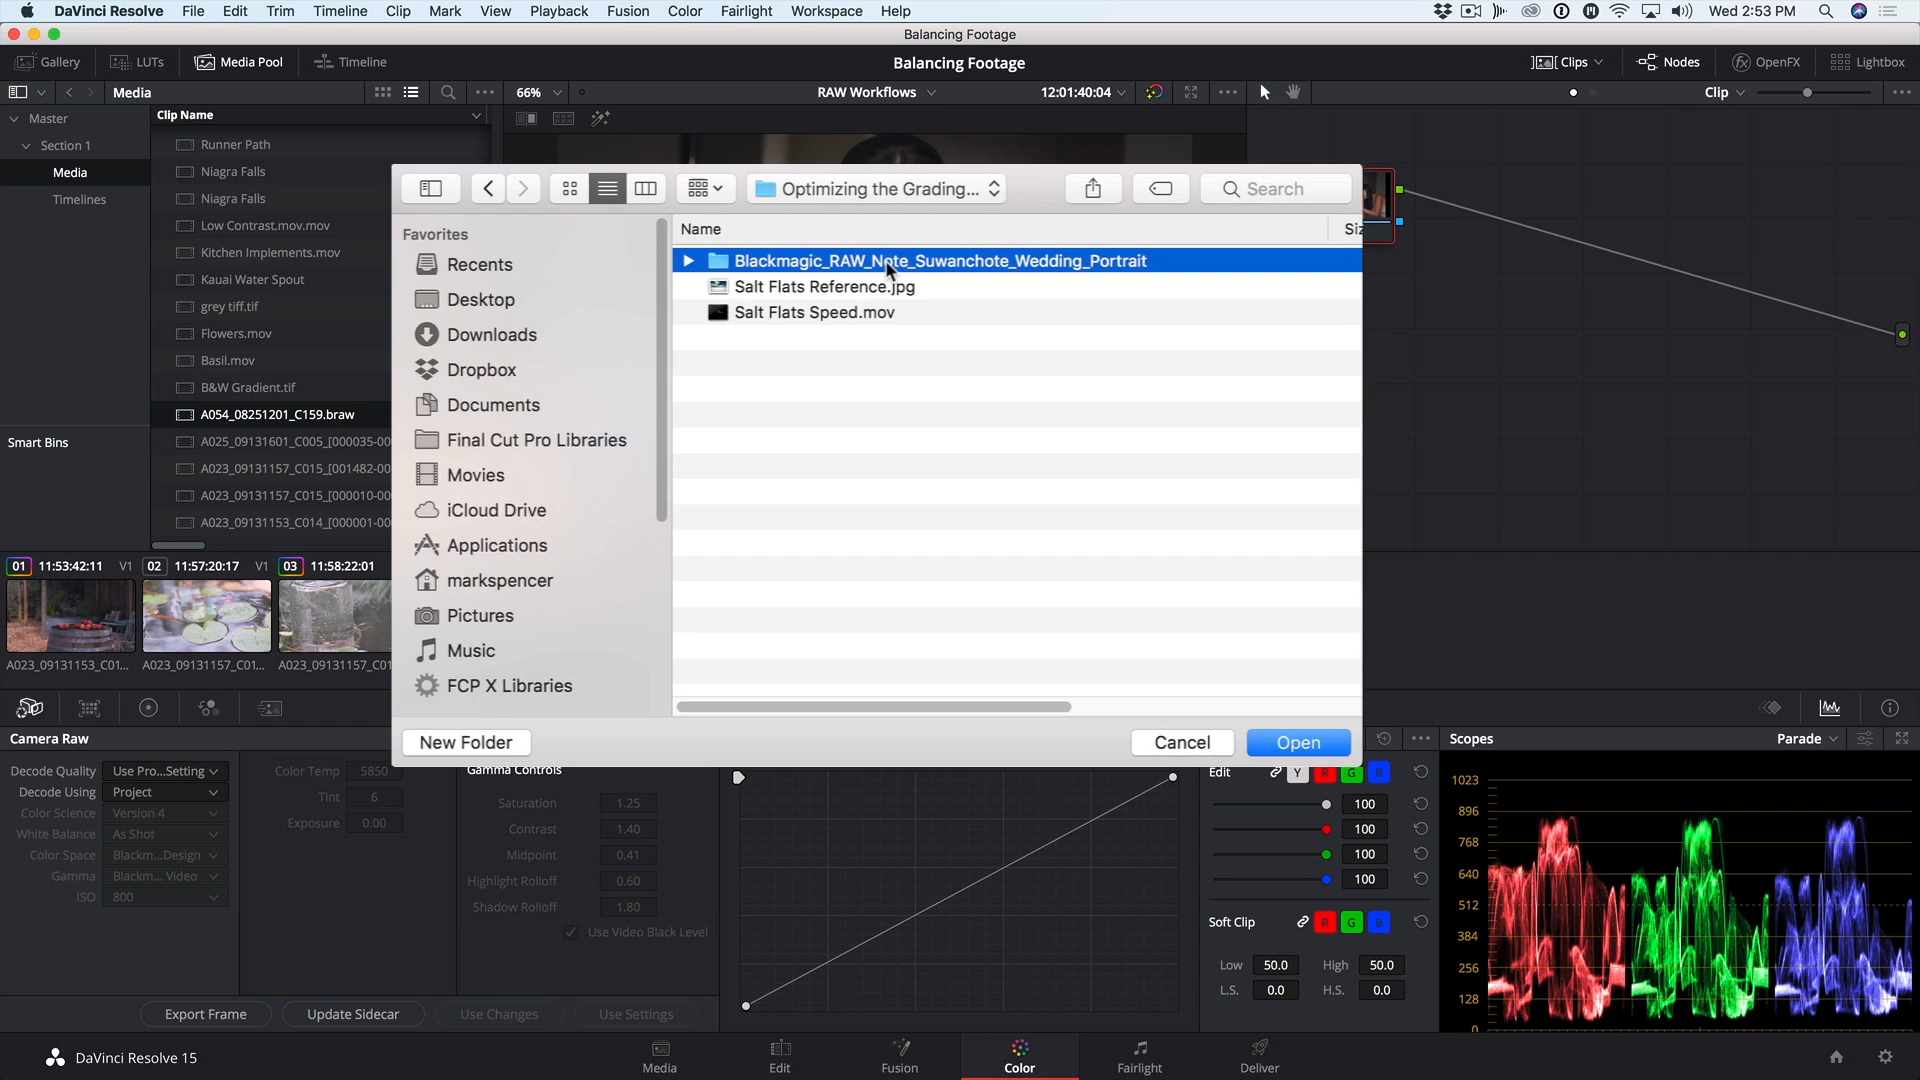 DaVinci Resolve File Edit Trim Timeline Clip Mark View Playback Fusion Color Fairlight Workspace Help Wed 2:53 PM
Balancing Footage
Gallery LUTs Media Pool Timeline Balancing Footage Clips Nodes OpenFX Lightbox
Media 66% RAW Workflows 12:01:40:04 Clip
Master
Section 1
Media
Timelines
Smart Bins
Clip Name
Runner Path
Niagra Falls
Niagra Falls
Low Contrast.mov.mov
Kitchen Implements.mov
Kauai Water Spout
grey tiff.tif
Flowers.mov
Basil.mov
B&W Gradient.tif
A054_08251201_C159.braw
A025_09131601_C005_[000035-00
A023_09131157_C015_[001482-00
A023_09131157_C015_[000010-00
A023_09131153_C014_[000001-00
Optimizing the Grading... Search
Favorites
Recents
Desktop
Downloads
Dropbox
Documents
Final Cut Pro Libraries
Movies
iCloud Drive
Applications
markspencer
Pictures
Music
FCP X Libraries
Name Siz
Blackmagic_RAW_Note_Suwanchote_Wedding_Portrait
Salt Flats Reference.jpg
Salt Flats Speed.mov
New Folder Cancel Open
01 11:53:42:11 V1 02 11:57:20:17 V1 03 11:58:22:01
A023_09131153_C01... A023_09131157_C01... A023_09131157_C01
Camera Raw
Decode Quality Use Pro...Setting
Decode Using Project
Color Science Version 4
White Balance As Shot
Color Space Blackm...Design
Gamma Blackm... Video
ISO 800
Color Temp 5850
Tint 6
Exposure 0.00
Gamma Controls
Saturation 1.25
Contrast 1.40
Midpoint 0.41
Highlight Rolloff 0.60
Shadow Rolloff 1.80
Use Video Black Level
Export Frame Update Sidecar Use Changes Use Settings
Edit Y R G B
100
100
100
100
Soft Clip R G B
Low 50.0 High 50.0
L.S. 0.0 H.S. 0.0
Scopes Parade
1023
896
768
640
512
384
256
128
0
DaVinci Resolve 15 Media Edit Fusion Color Fairlight Deliver